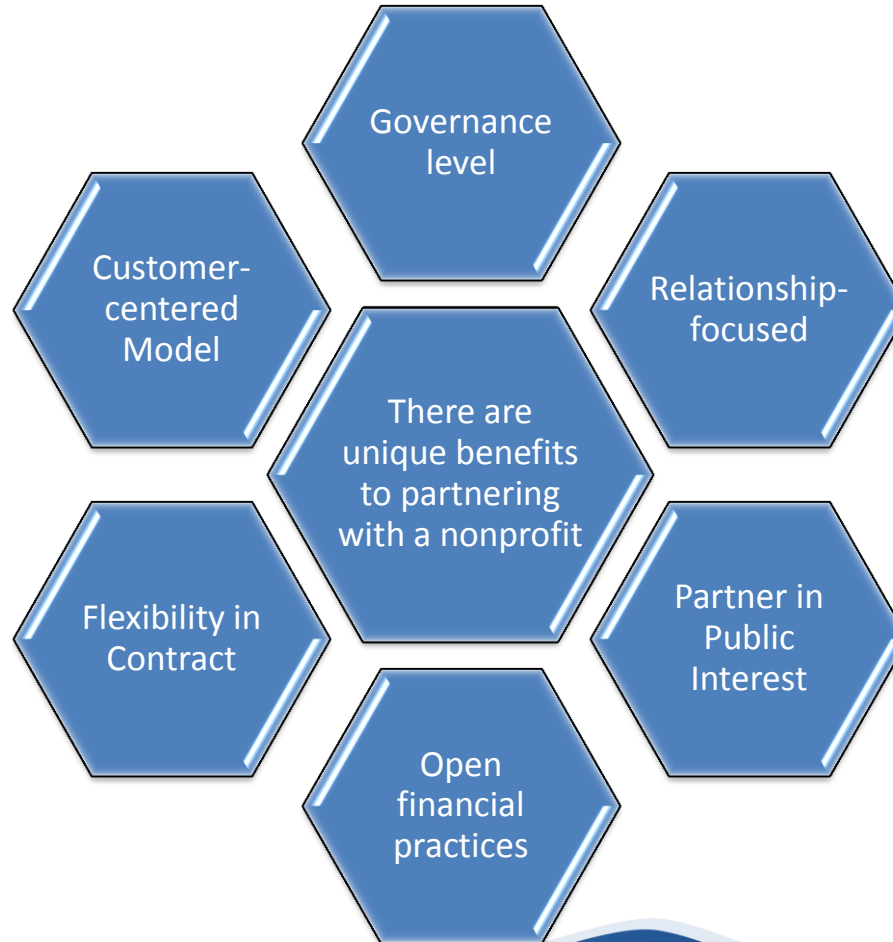 Governance
level
Customer-
centered
Model
Relationship-
focused
There are
unique benefits
to partnering
with a nonprofit
Flexibility in
Contract
Partner in
Public
Interest
Open
financial
practices